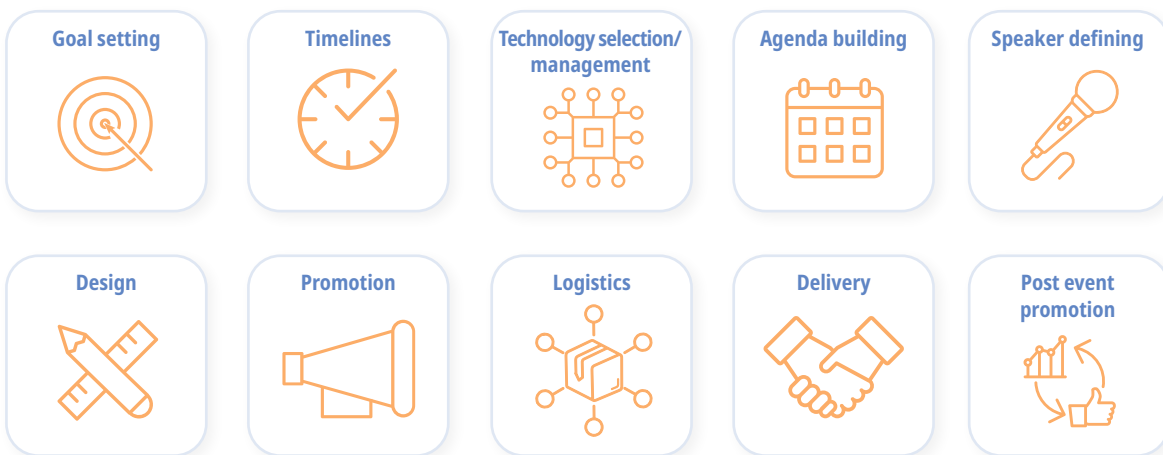 Goal setting
Timelines
Technology selection/
management
Agenda building
Speaker defining
Design
Promotion
Logistics
Delivery
Post event
promotion